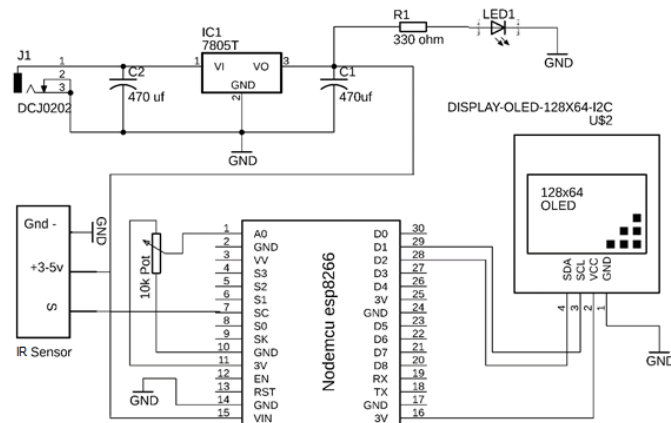 J1
1
2
3
DCJ0202
C2
470 uf
IC1
7805T
1
VI
VO
3
GND
2
GND
C1
470uf
R1
330 ohm
LED1
GND
DISPLAY-OLED-128X64-I2C
U$2
128x64
OLED
SDA
SCL
VCC
GND
4
3
2
1
GND
Gnd -
+3-5v
S
IR Sensor
GND
10k Pot
GND
Nodemcu esp8266
1 A0
2 GND
3 VV
4 S3
5 S2
6 S1
7 SC
8 S0
9 SK
10 GND
11 3V
12 EN
13 RST
14 GND
15 VIN
D0 30
D1 29
D2 28
D3 27
D4 26
3V 25
GND 24
D5 23
D6 22
D7 21
D8 20
RX 19
TX 18
GND 17
3V 16